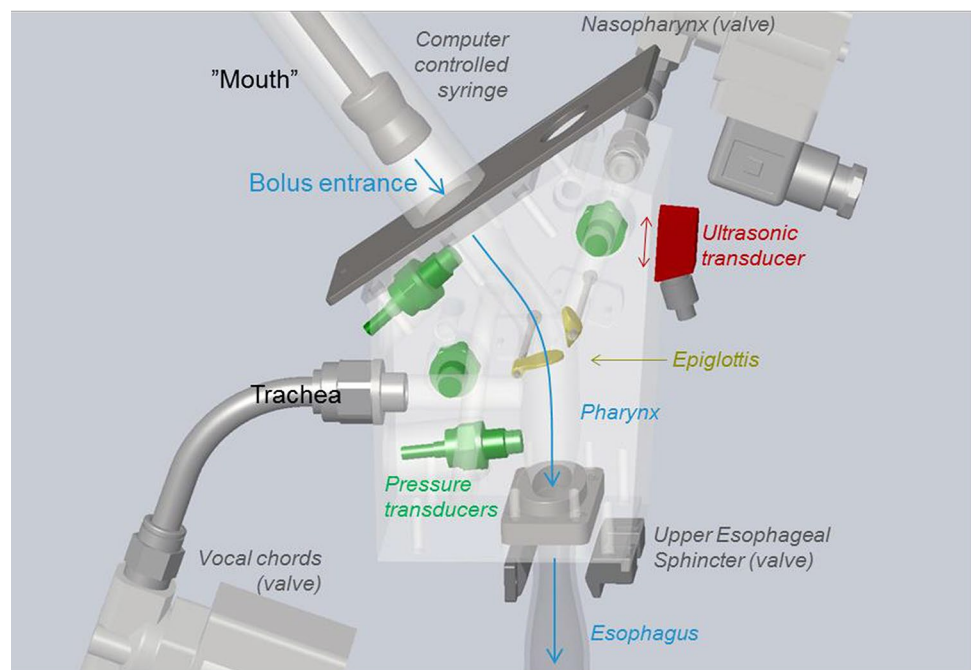 Nasopharynx (valve)
Computer
controlled
syringe
”Mouth”
Bolus entrance
Ultrasonic
transducer
Epiglottis
Trachea
Pharynx
Pressure
transducers
Upper Esophageal
Sphincter (valve)
Vocal chords
(valve)
Esophagus